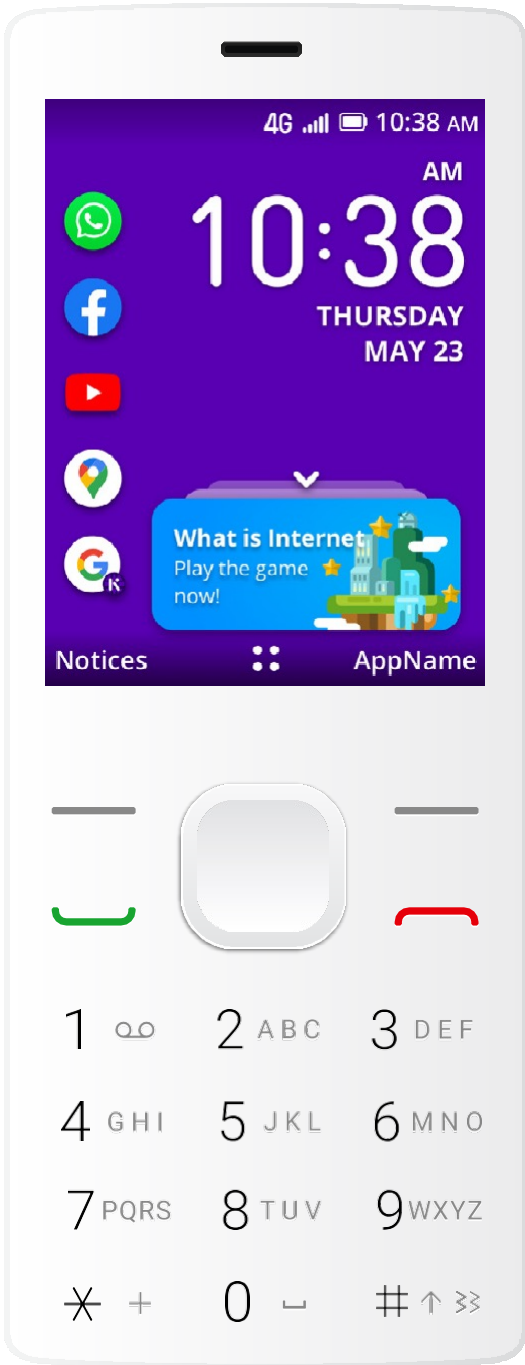 4G 10:38 AM
AM
10:38
THURSDAY
MAY 23
What is Internet
Play the game
now!
Notices
AppName
1
2 ABC
3 DEF
4 GHI
5 JKL
6 MNO
7 PQRS
8 TUV
9 WXYZ
* +
0
#